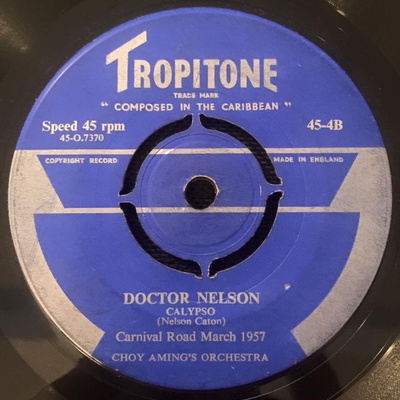 TROPITONE
TRADE MARK
" COMPOSED IN THE CARIBBEAN "
Speed 45 rpm
45-O.7370
45-4B
COPYRIGHT RECORD
MADE IN ENGLAND
DOCTOR NELSON
CALYPSO
(Nelson Caton)
Carnival Road March 1957
CHOY AMING'S ORCHESTRA